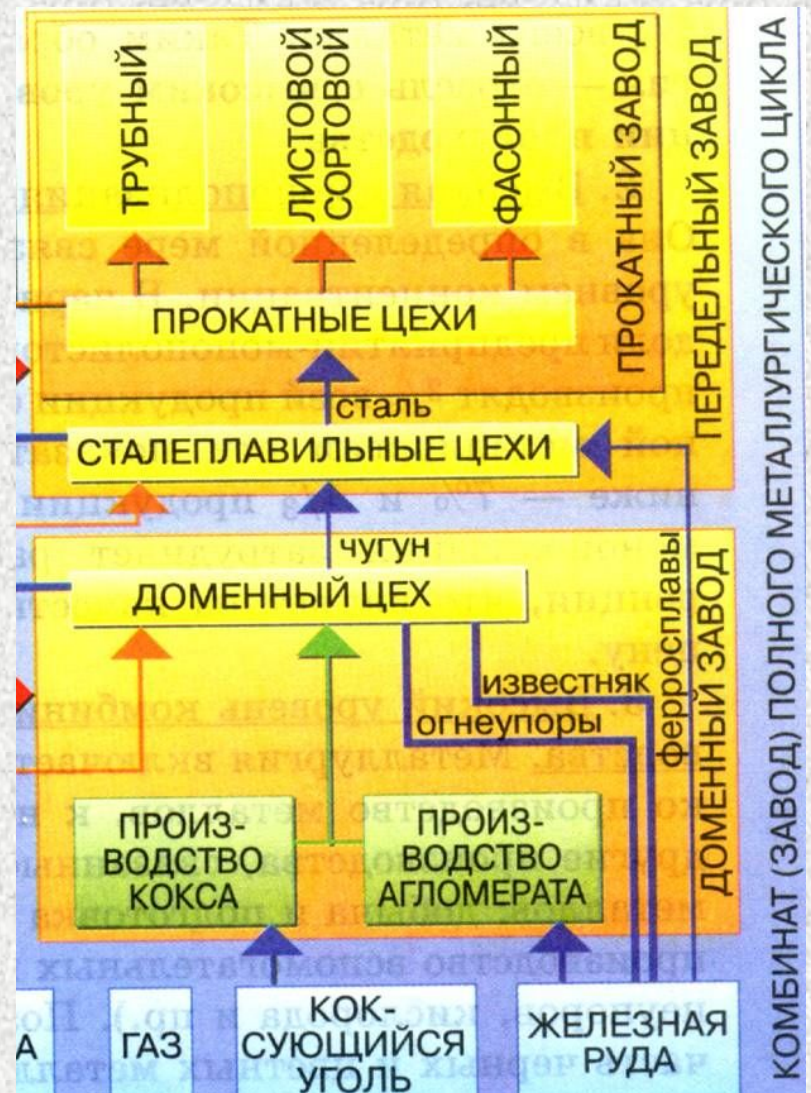 ТРУБНЫЙ
ЛИСТОВОЙ
СОРТОВОЙ
ФАСОННЫЙ
ПРОКАТНЫЙ ЗАВОД
ПЕРЕДЕЛЬНЫЙ ЗАВОД
КОМБИНАТ (ЗАВОД) ПОЛНОГО МЕТАЛЛУРГИЧЕСКОГО ЦИКЛА
ПРОКАТНЫЕ ЦЕХИ
сталь
СТАЛЕПЛАВИЛЬНЫЕ ЦЕХИ
чугун
ДОМЕННЫЙ ЦЕХ
ферросплавы
ДОМЕННЫЙ ЗАВОД
известняк
огнеупоры
ПРОИЗ-
ВОДСТВО
КОКСА
ПРОИЗ-
ВОДСТВО
АГЛОМЕРАТА
А
ГАЗ
КОК-
СУЮЩИЙСЯ
УГОЛЬ
ЖЕЛЕЗНАЯ
РУДА